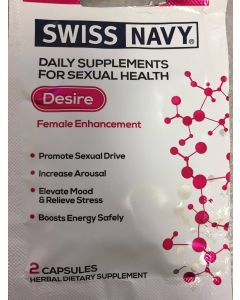 SWISS NAVY®
DAILY SUPPLEMENTS
FOR SEXUAL HEALTH
Desire
Female Enhancement
• Promote Sexual Drive
• Increase Arousal
• Elevate Mood
& Relieve Stress
• Boosts Energy Safely
2 CAPSULES
HERBAL DIETARY SUPPLEMENT